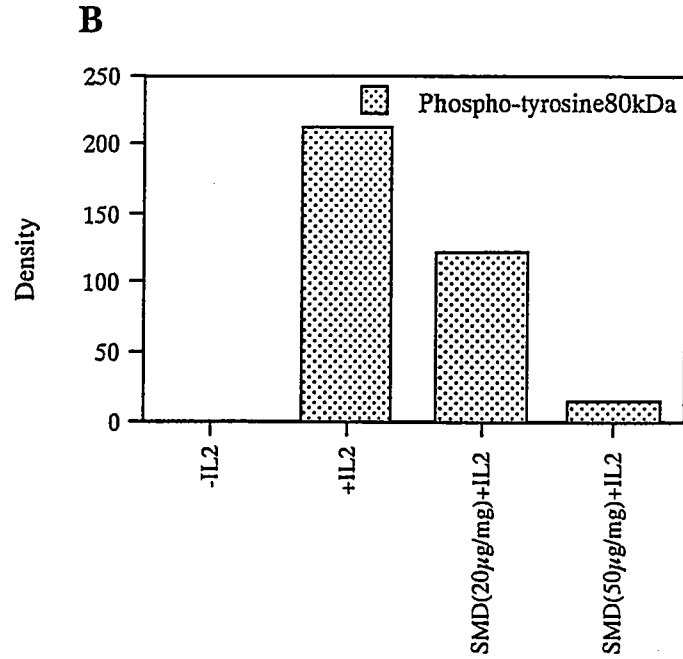 B
250
Phospho-tyrosine80kDa
200
150
100
50
0
Density
-IL2
+IL2
SMD(20µg/mg)+IL2
SMD(50µg/mg)+IL2